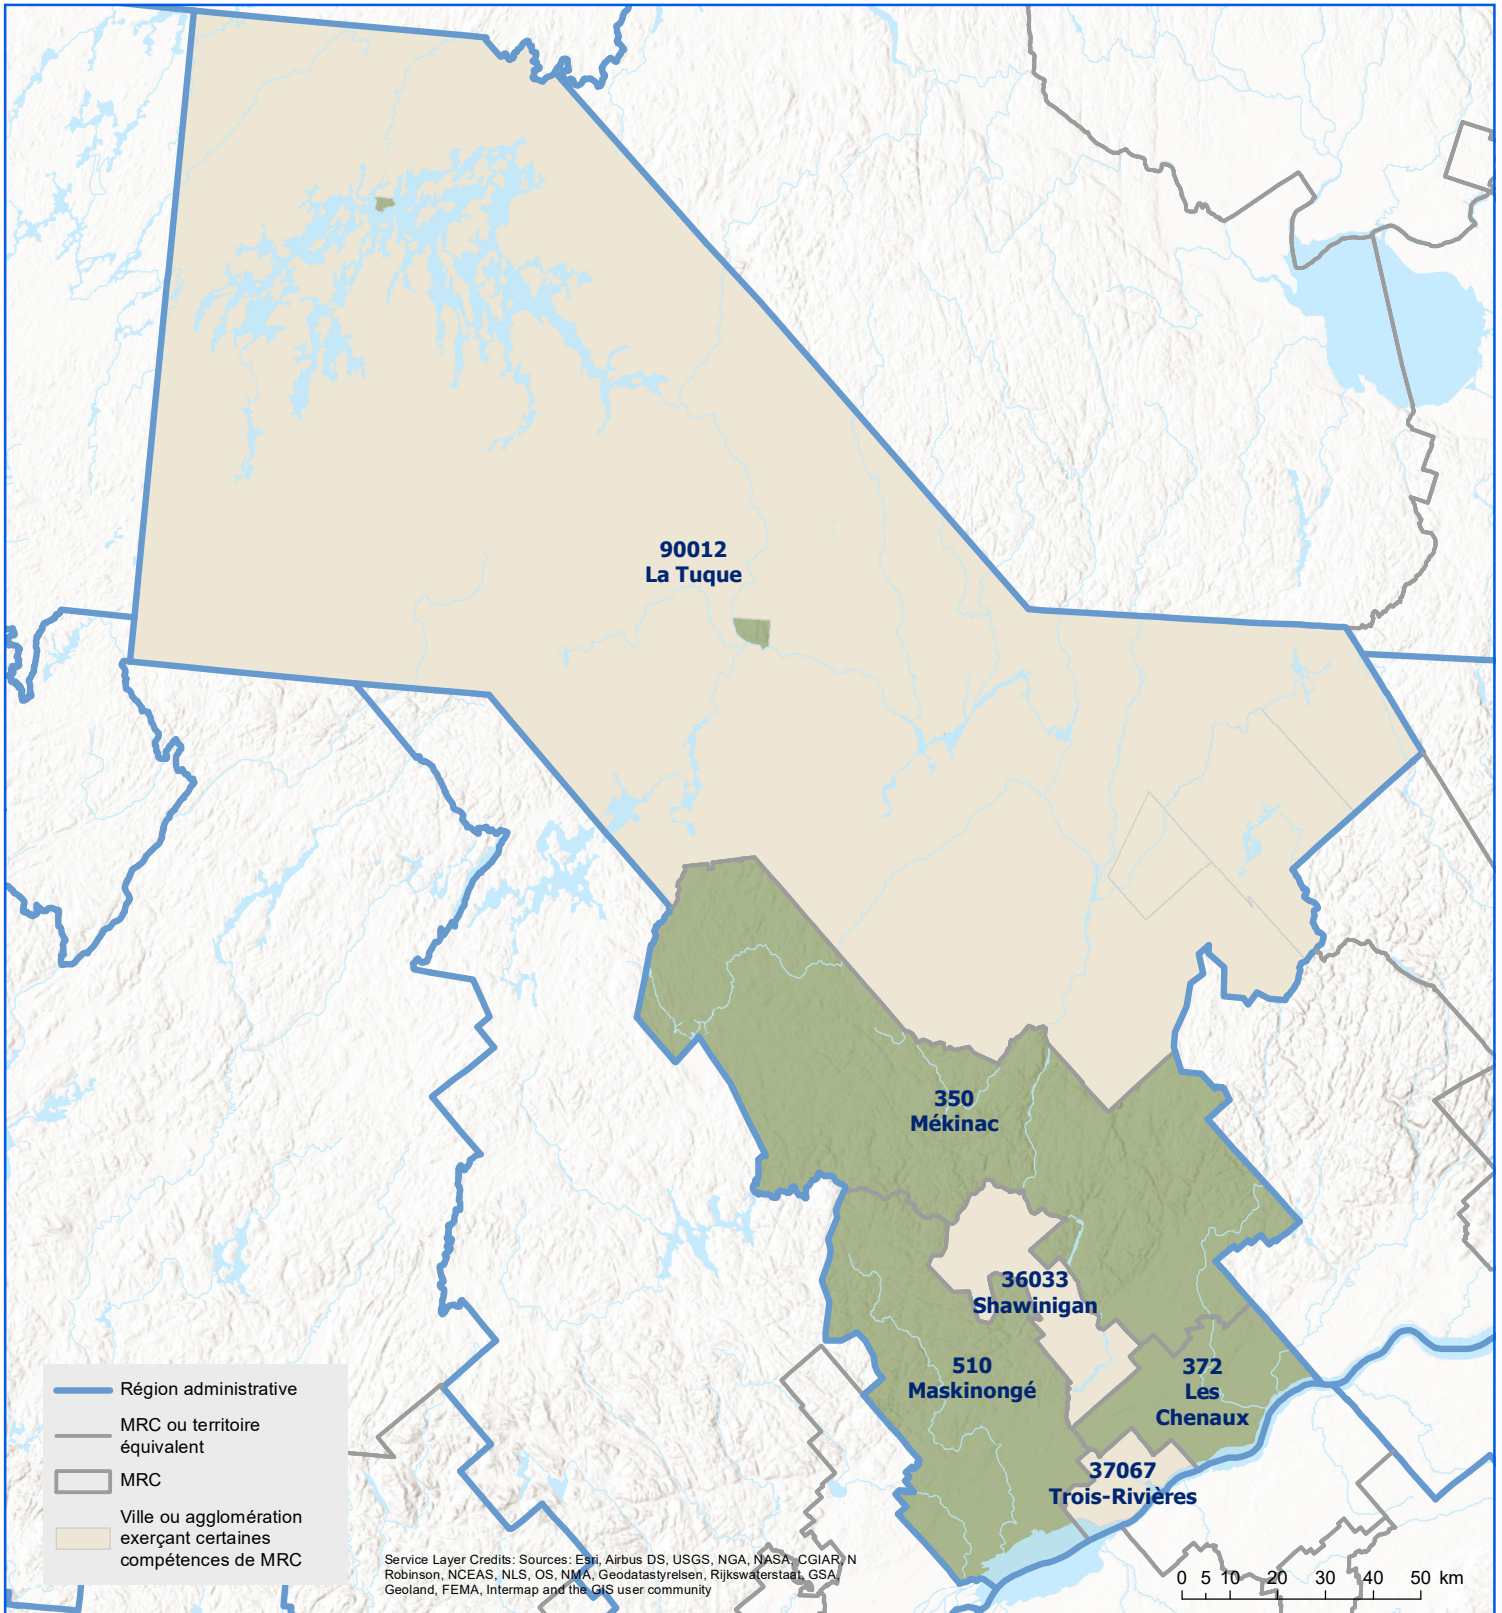 90012
La Tuque
350
Mékinac
36033
Shawinigan
510
Maskinongé
372
Les
Chenaux
37067
Trois-Rivières
Région administrative
MRC ou territoire
équivalent
MRC
Ville ou agglomération
exerçant certaines
compétences de MRC
Service Layer Credits: Sources: Esri, Airbus DS, USGS, NGA, NASA, CGIAR, N
Robinson, NCEAS, NLS, OS, NMA, Geodatastyrelsen, Rijkswaterstaat, GSA,
Geoland, FEMA, Intermap and the GIS user community
0 5 10 20 30 40 50 km